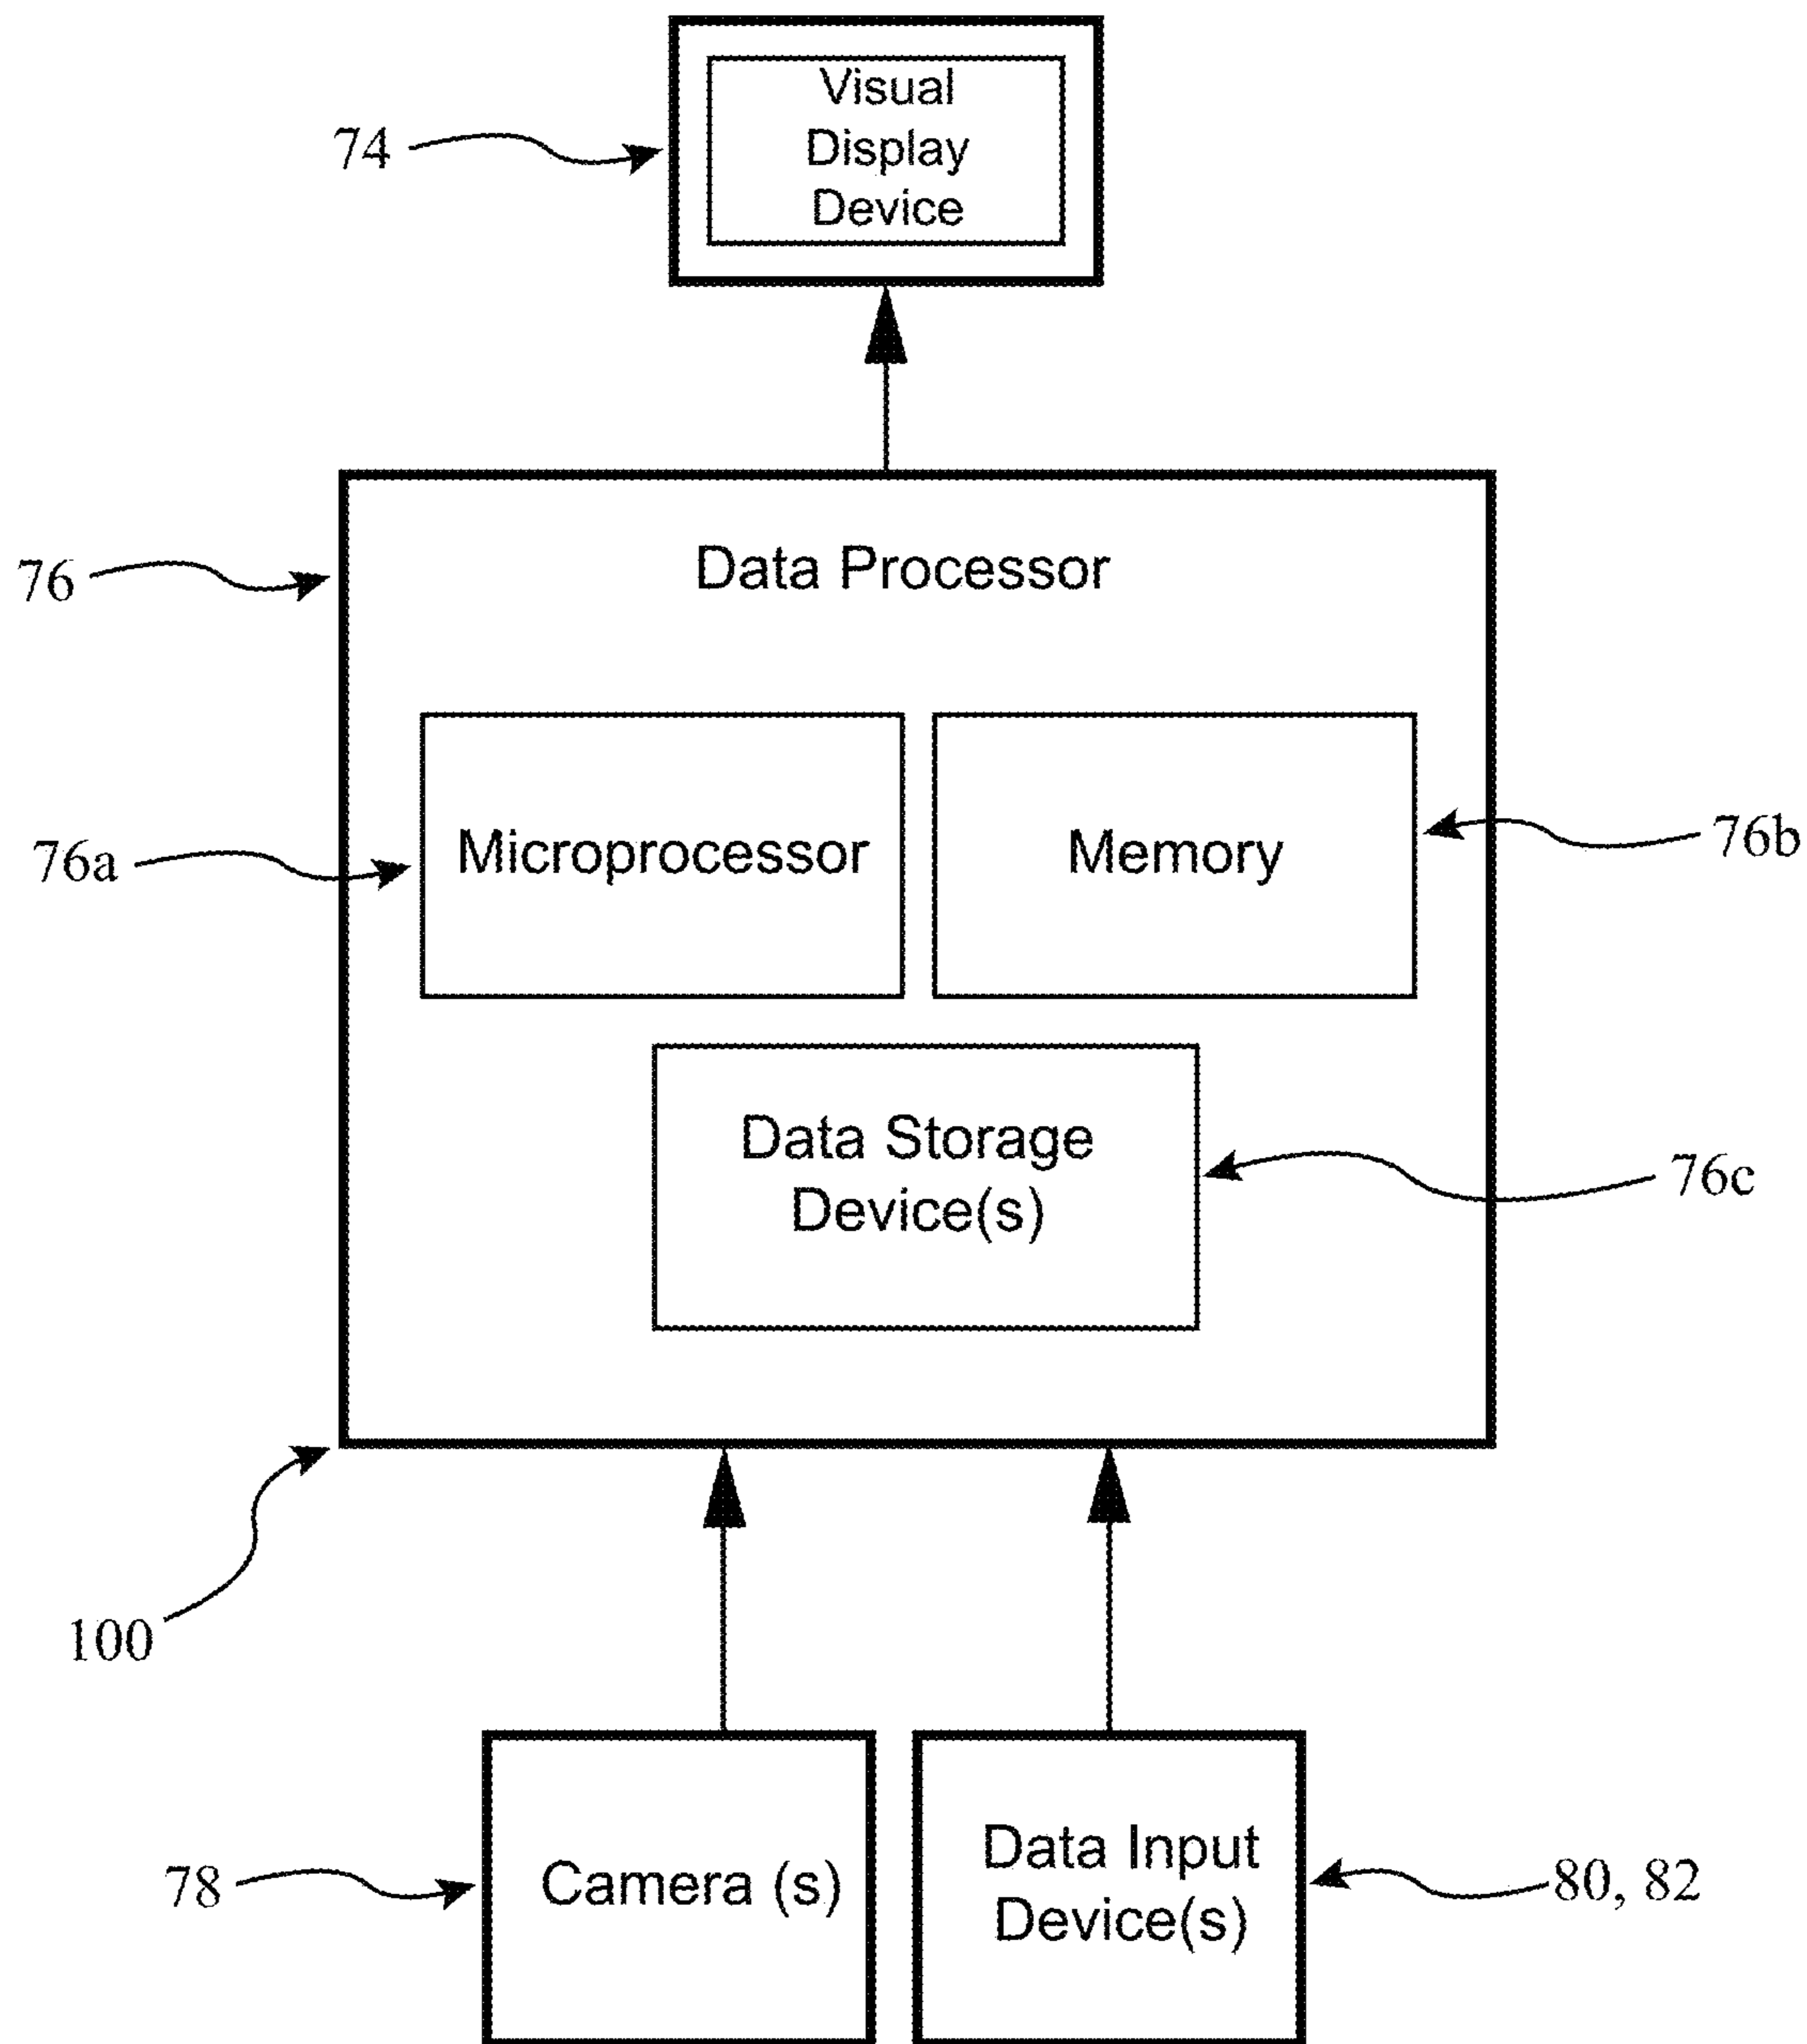 Visual
Display
Device
74
76
Data Processor
76a
Microprocessor
Memory
76b
Data Storage
Device(s)
76c
100
78
Camera (s)
Data Input
Device(s)
80, 82